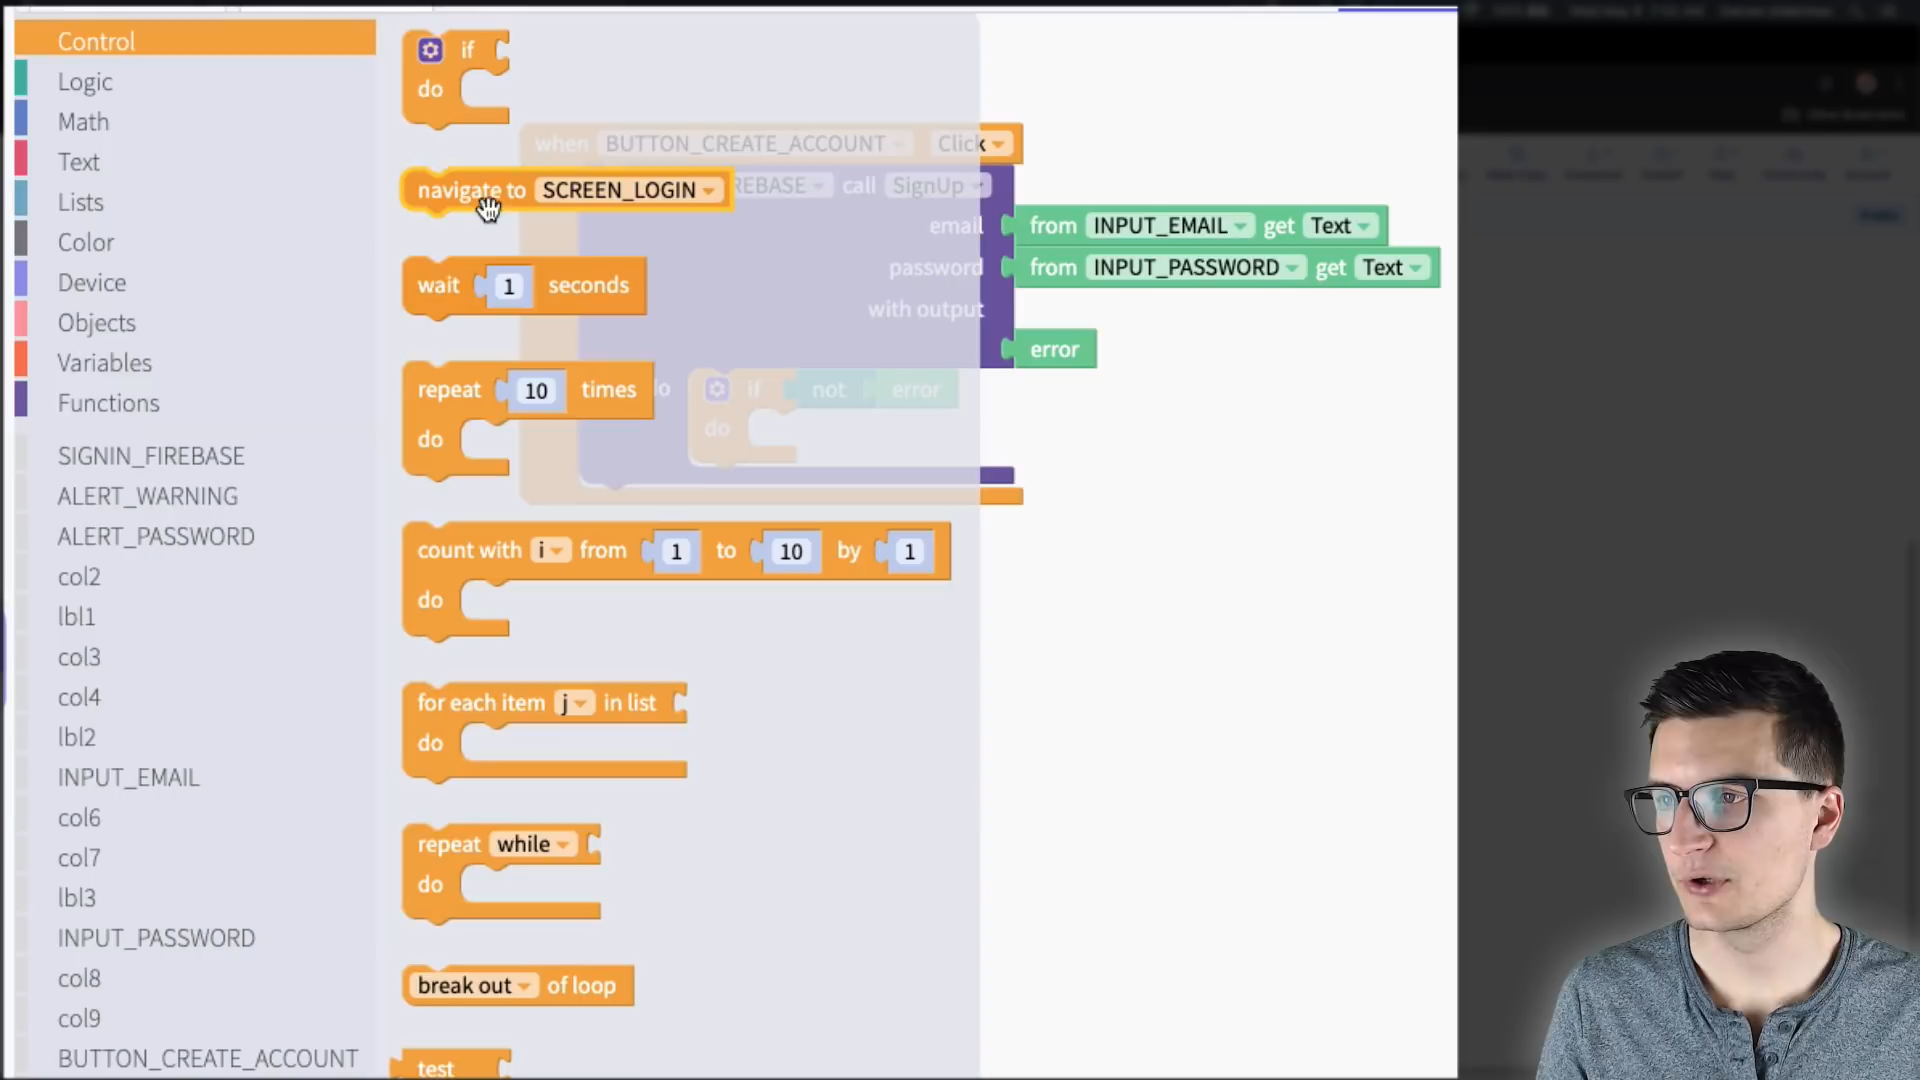 Control
Logic
Math
Text
Lists
Color
Device
Objects
Variables
Functions
SIGNIN_FIREBASE
ALERT_WARNING
ALERT_PASSWORD
col2
lbl1
col3
col4
lbl2
INPUT_EMAIL
col6
col7
lbl3
INPUT_PASSWORD
col8
col9
BUTTON_CREATE_ACCOUNT
if
do
navigate to SCREEN_LOGIN
wait 1 seconds
repeat 10 times
do
count with i from 1 to 10 by 1
do
for each item j in list
do
repeat while
do
break out of loop
test
when BUTTON_CREATE_ACCOUNT Click
REBASE call SignUp
email from INPUT_EMAIL get Text
password from INPUT_PASSWORD get Text
with output
error
if not error
do